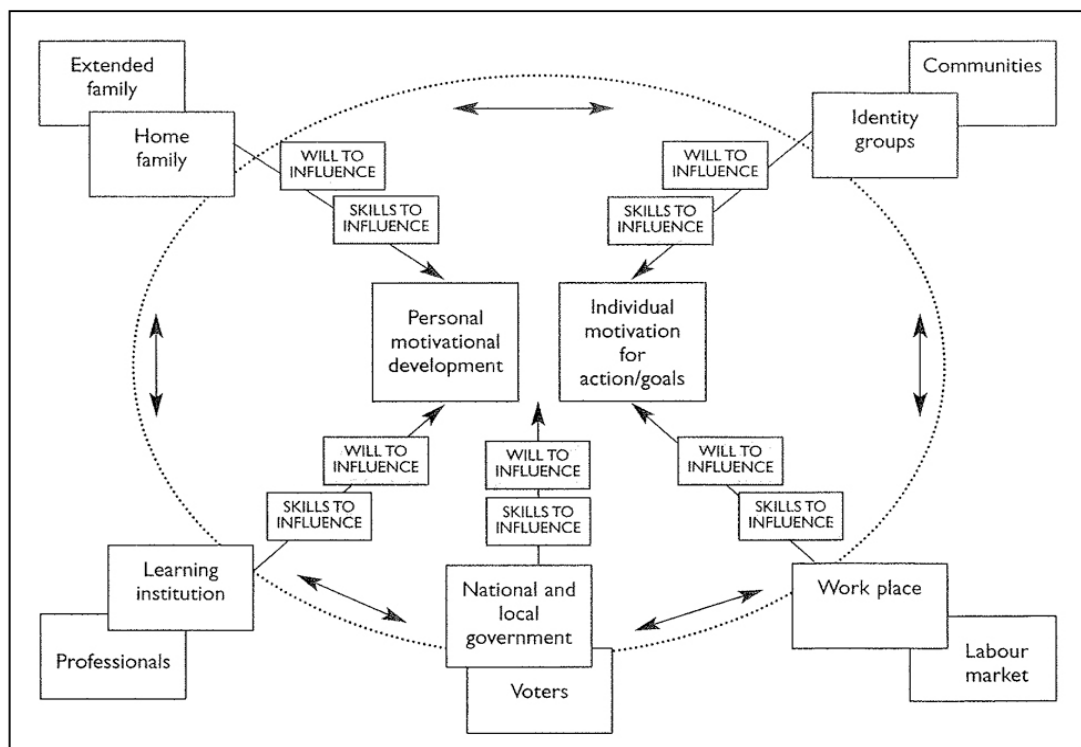 Extended
family
Home
family
Communities
Identity
groups
WILL TO
INFLUENCE
SKILLS TO
INFLUENCE
WILL TO
INFLUENCE
SKILLS TO
INFLUENCE
Personal
motivational
development
Individual
motivation
for
action/goals
WILL TO
INFLUENCE
SKILLS TO
INFLUENCE
WILL TO
INFLUENCE
SKILLS TO
INFLUENCE
WILL TO
INFLUENCE
SKILLS TO
INFLUENCE
Learning
institution
Professionals
National and
local
government
Voters
Work place
Labour
market